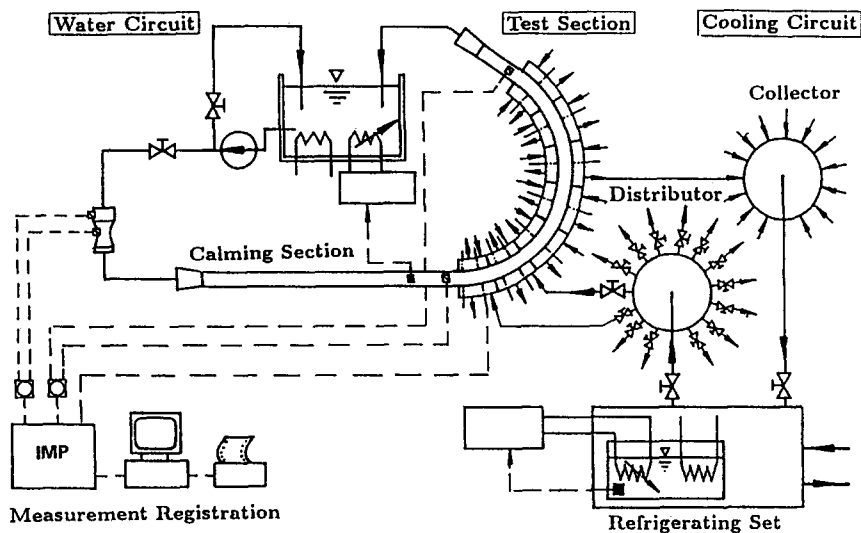 Water Circuit
Test Section
Cooling Circuit
Collector
Distributor
Calming Section
IMP
Measurement Registration
Refrigerating Set